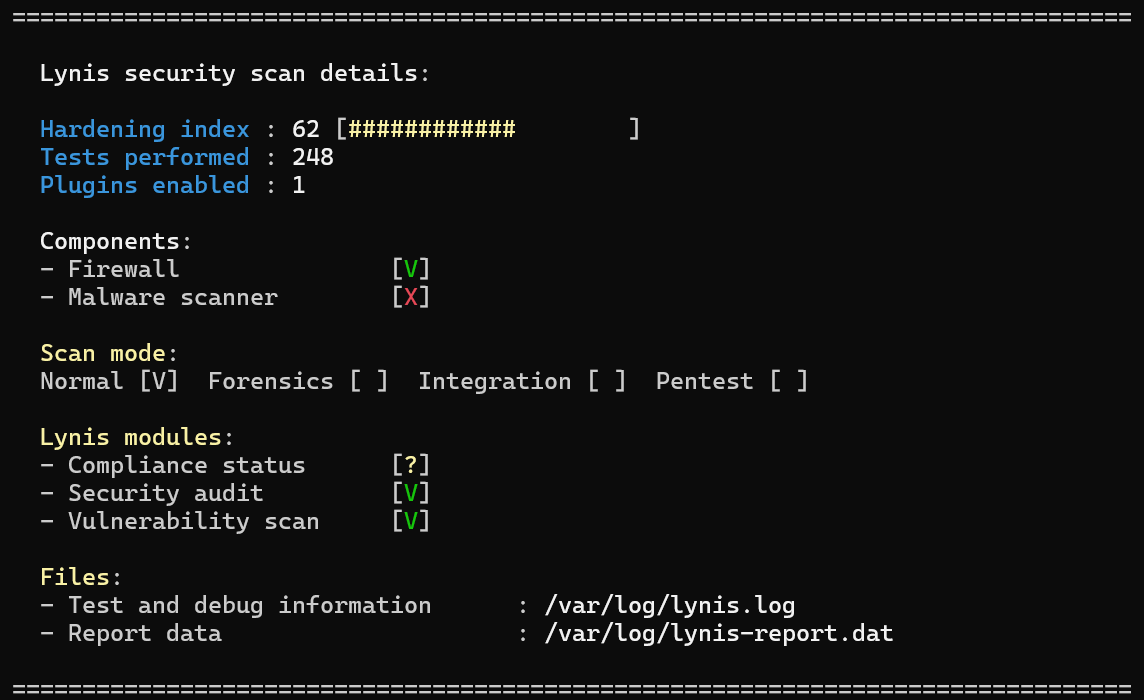 ================================================================================

  Lynis security scan details:

  Hardening index : 62 [############        ]
  Tests performed : 248
  Plugins enabled : 1

  Components:
  - Firewall               [V]
  - Malware scanner        [X]

  Scan mode:
  Normal [V]  Forensics [ ]  Integration [ ]  Pentest [ ]

  Lynis modules:
  - Compliance status      [?]
  - Security audit         [V]
  - Vulnerability scan     [V]

  Files:
  - Test and debug information      : /var/log/lynis.log
  - Report data                     : /var/log/lynis-report.dat

================================================================================